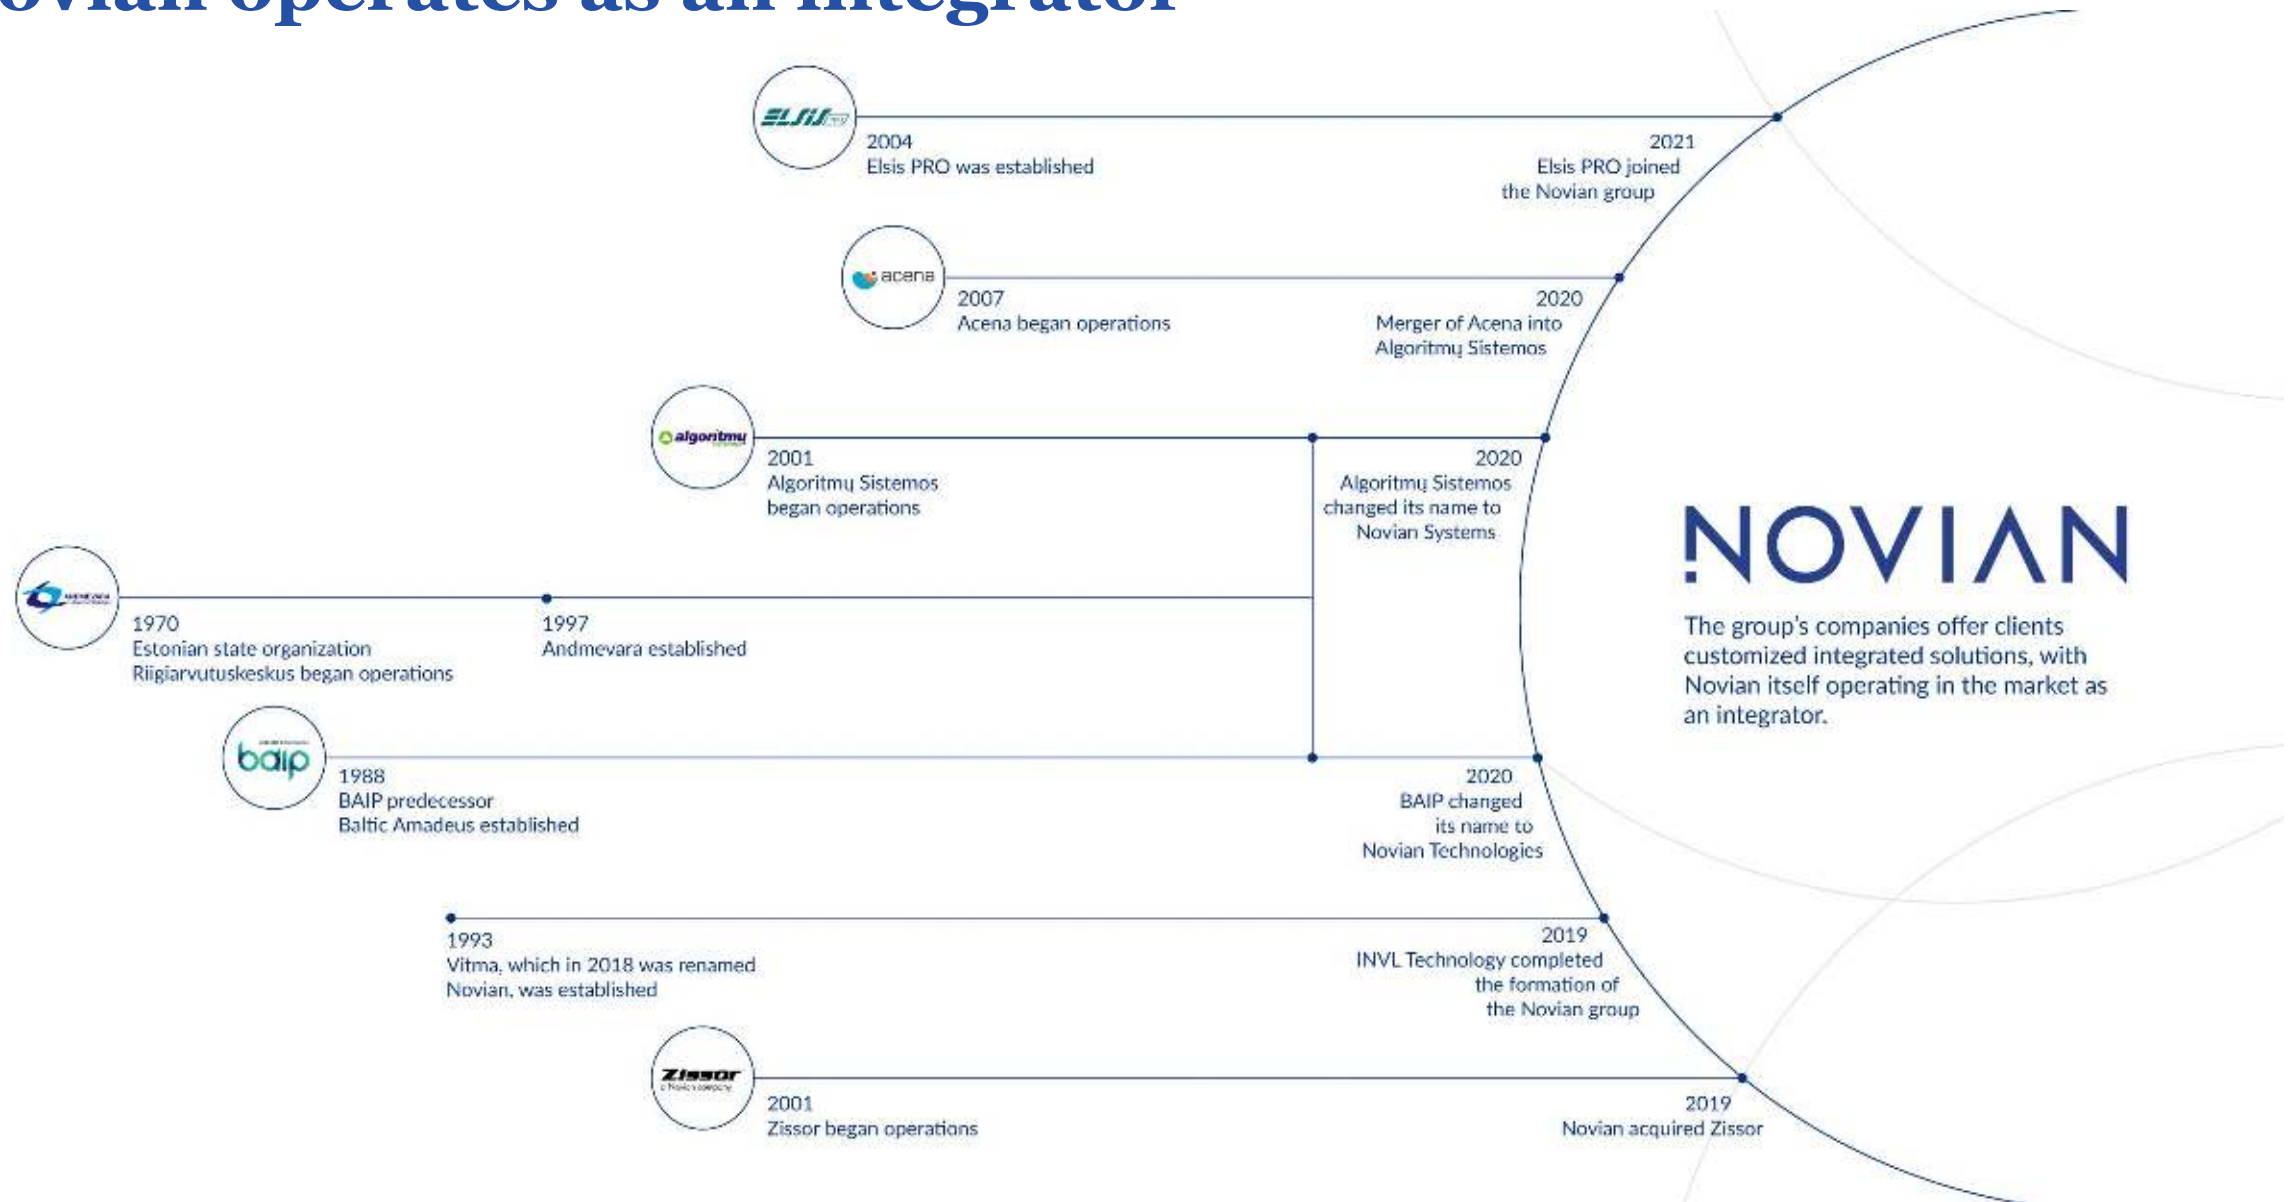 ovian operates as an integrator
ELSIS
2004
Elsis PRO was established
2021
Elsis PRO joined
the Novian group
acena
2007
Acena began operations
2020
Merger of Acena into
Algoritmų Sistemos
algoritmų
2001
Algoritmų Sistemos
began operations
2020
Algoritmų Sistemos
changed its name to
Novian Systems
NOVIAN
The group's companies offer clients
customized integrated solutions, with
Novian itself operating in the market as
an integrator.
1970
Estonian state organization
Riigiarvutuskeskus began operations
1997
Andmevara established
baip
1988
BAIP predecessor
Baltic Amadeus established
2020
BAIP changed
its name to
Novian Technologies
1993
Vitma, which in 2018 was renamed
Novian, was established
2019
INVL Technology completed
the formation of
the Novian group
Zissor
a Novian company
2001
Zissor began operations
2019
Novian acquired Zissor